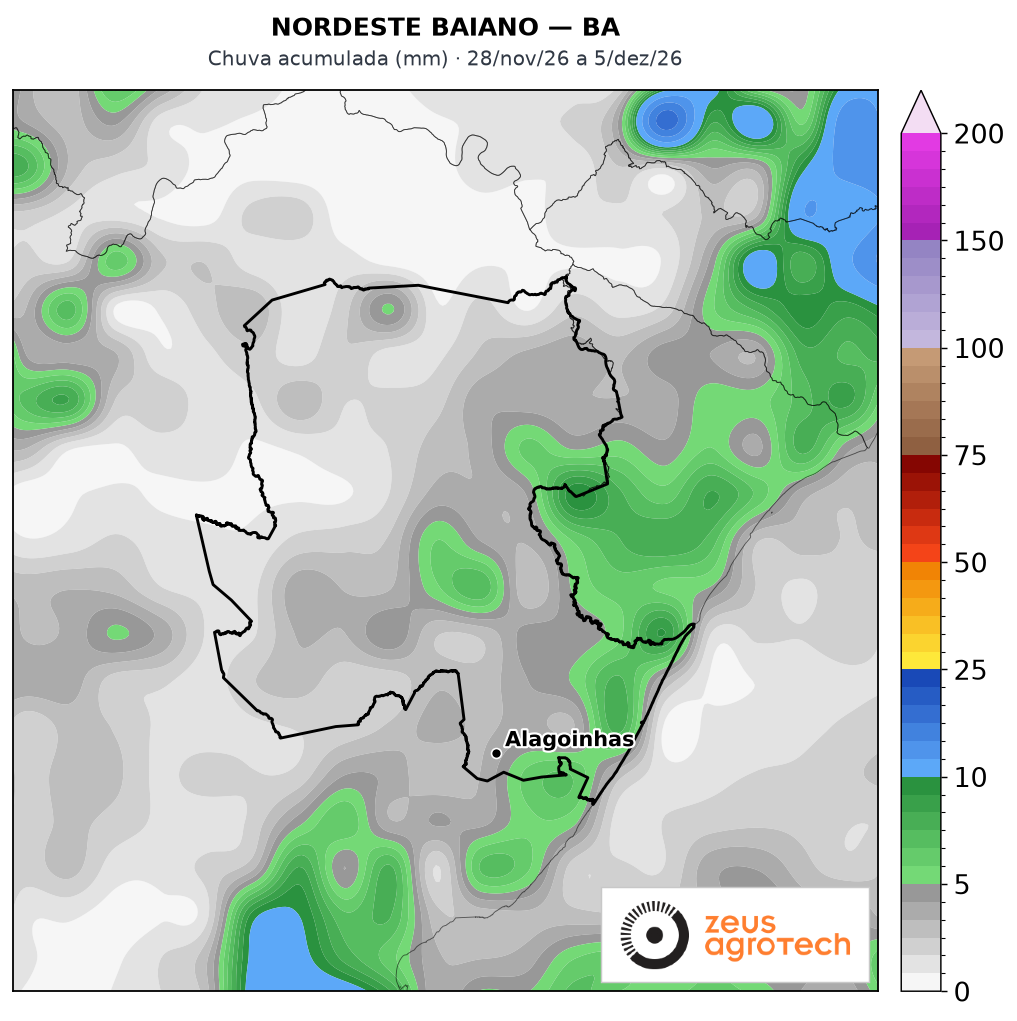 NORDESTE BAIANO — BA
Chuva acumulada (mm) · 28/nov/26 a 5/dez/26
200
150
100
75
50
25
10
5
0
Alagoinhas
zeus
agrotech